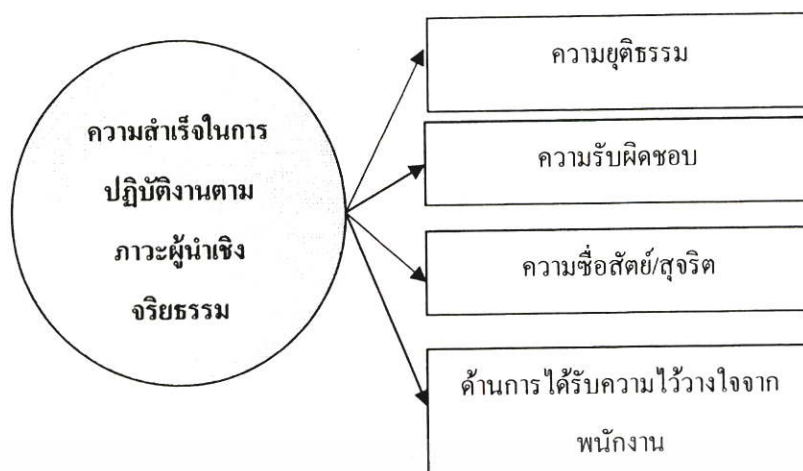 ความสำเร็จในการ
ปฏิบัติงานตาม
ภาวะผู้นำเชิง
จริยธรรม
ความยุติธรรม
ความรับผิดชอบ
ความซื่อสัตย์/สุจริต
ด้านการได้รับความไว้วางใจจาก
พนักงาน